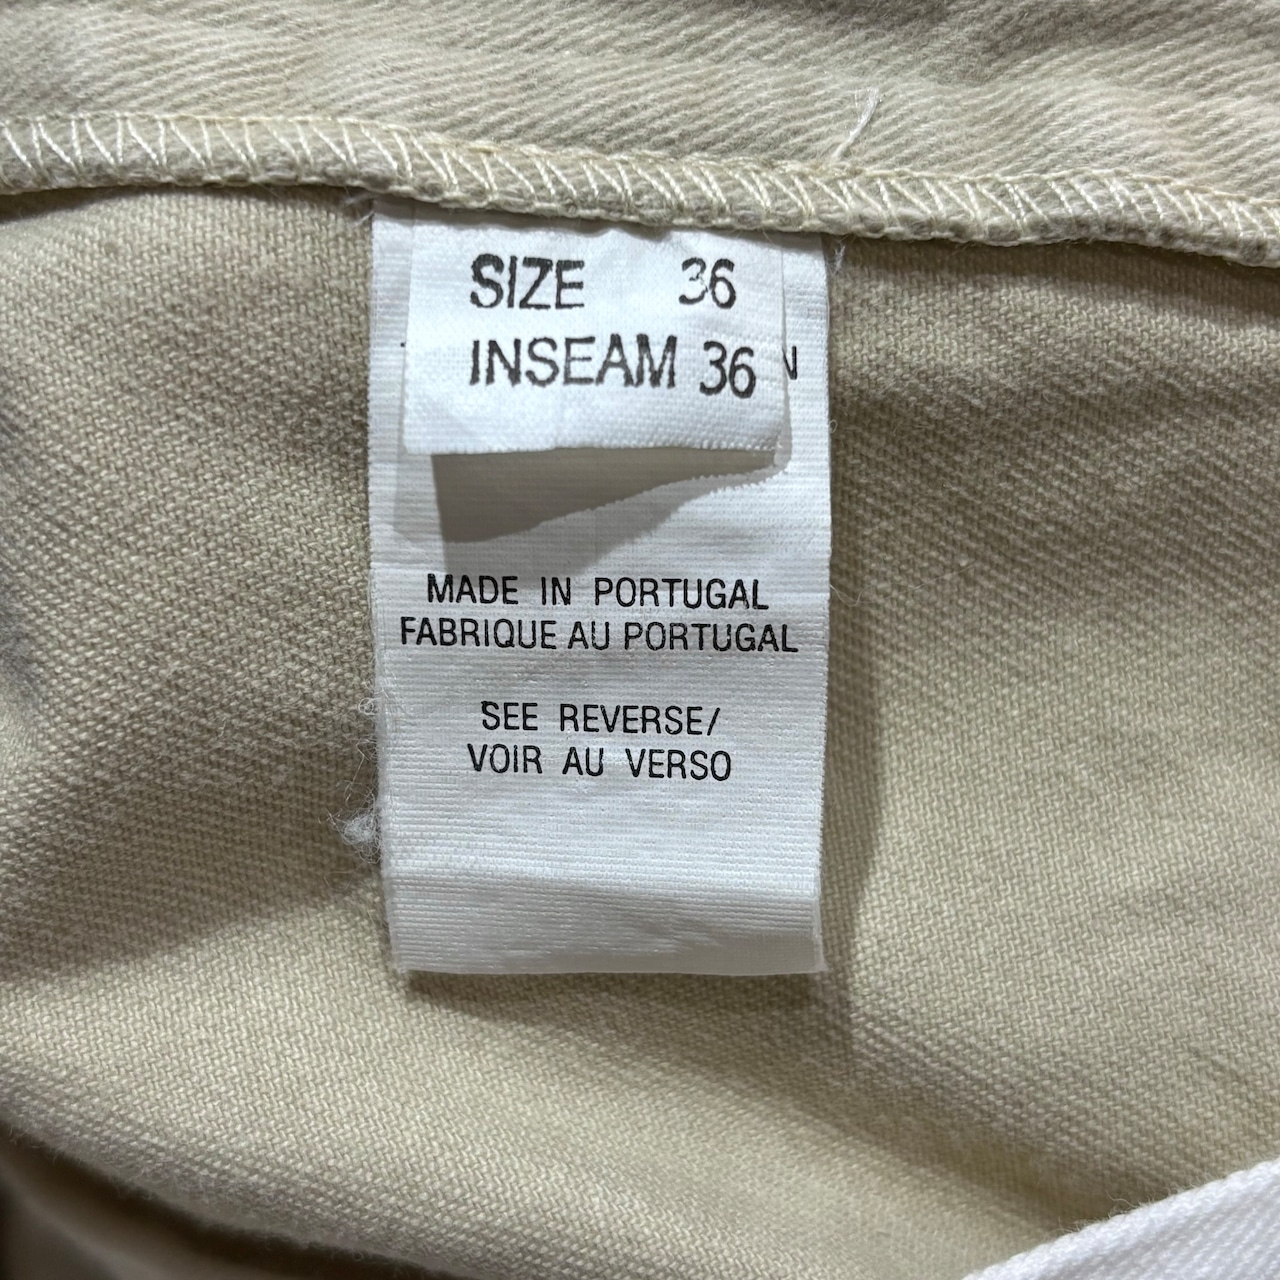 SIZE 36
INSEAM 36
N
MADE IN PORTUGAL
FABRIQUE AU PORTUGAL
SEE REVERSE/
VOIR AU VERSO